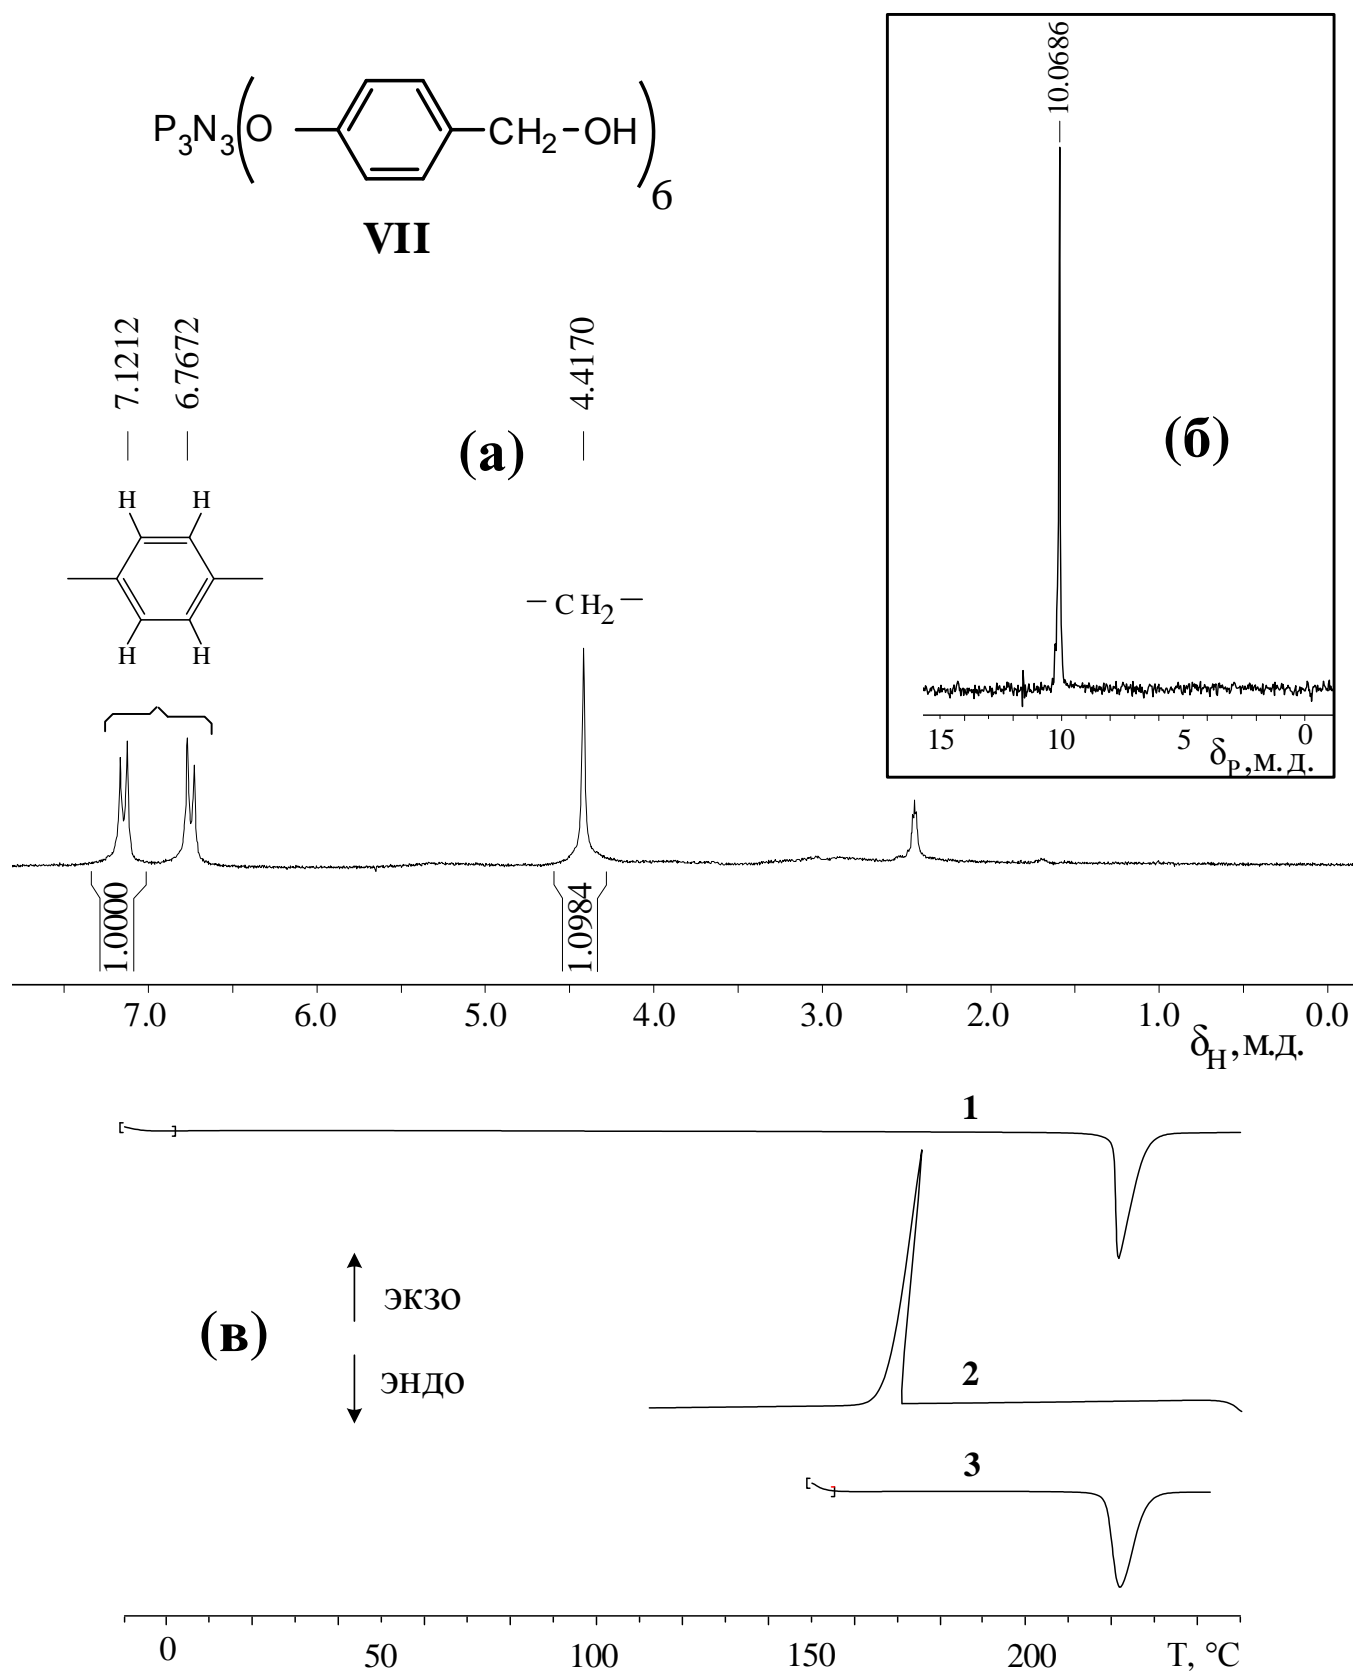 P3N3(O CH2-OH)6
VII
10.0686
(б)
15 10 5 0
δP,м.д.
7.1212
6.7672
4.4170
(а)
H H
H H
CH2
1.0000
1.0984
7.0 6.0 5.0 4.0 3.0 2.0 1.0 0.0
δH,м.д.
1
экзо
(в)
эндо
2
3
0 50 100 150 200 T, °C